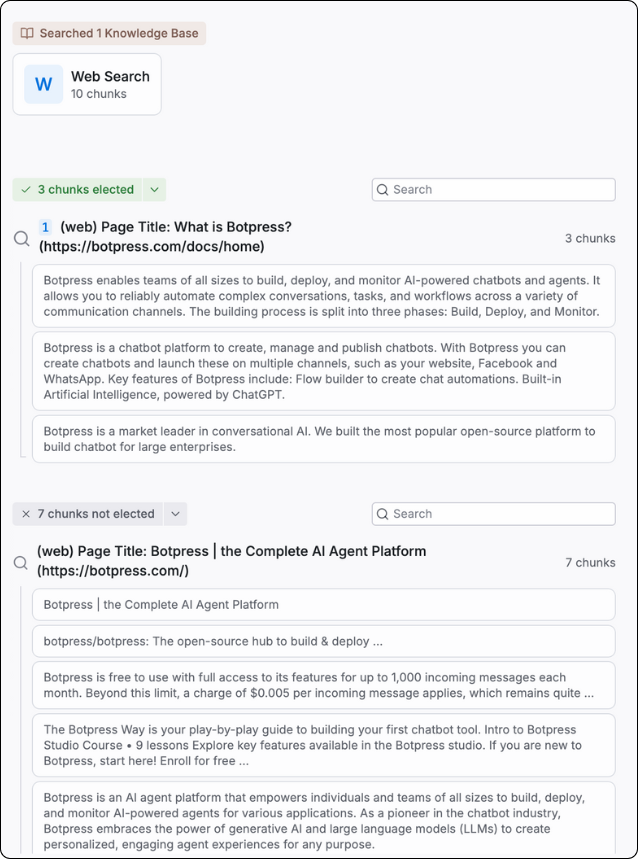 Searched 1 Knowledge Base
W
Web Search
10 chunks
3 chunks elected
Search
1 (web) Page Title: What is Botpress?
(https://botpress.com/docs/home)
3 chunks
Botpress enables teams of all sizes to build, deploy, and monitor AI-powered chatbots and agents. It
allows you to reliably automate complex conversations, tasks, and workflows across a variety of
communication channels. The building process is split into three phases: Build, Deploy, and Monitor.
Botpress is a chatbot platform to create, manage and publish chatbots. With Botpress you can
create chatbots and launch these on multiple channels, such as your website, Facebook and
WhatsApp. Key features of Botpress include: Flow builder to create chat automations. Built-in
Artificial Intelligence, powered by ChatGPT.
Botpress is a market leader in conversational AI. We built the most popular open-source platform to
build chatbot for large enterprises.
7 chunks not elected
Search
(web) Page Title: Botpress | the Complete AI Agent Platform
(https://botpress.com/)
7 chunks
Botpress | the Complete AI Agent Platform
botpress/botpress: The open-source hub to build & deploy ...
Botpress is free to use with full access to its features for up to 1,000 incoming messages each
month. Beyond this limit, a charge of $0.005 per incoming message applies, which remains quite ...
The Botpress Way is your play-by-play guide to building your first chatbot tool. Intro to Botpress
Studio Course • 9 lessons Explore key features available in the Botpress studio. If you are new to
Botpress, start here! Enroll for free ...
Botpress is an AI agent platform that empowers individuals and teams of all sizes to build, deploy,
and monitor AI-powered agents for various applications. As a pioneer in the chatbot industry,
Botpress embraces the power of generative AI and large language models (LLMs) to create
personalized, engaging agent experiences for any purpose.